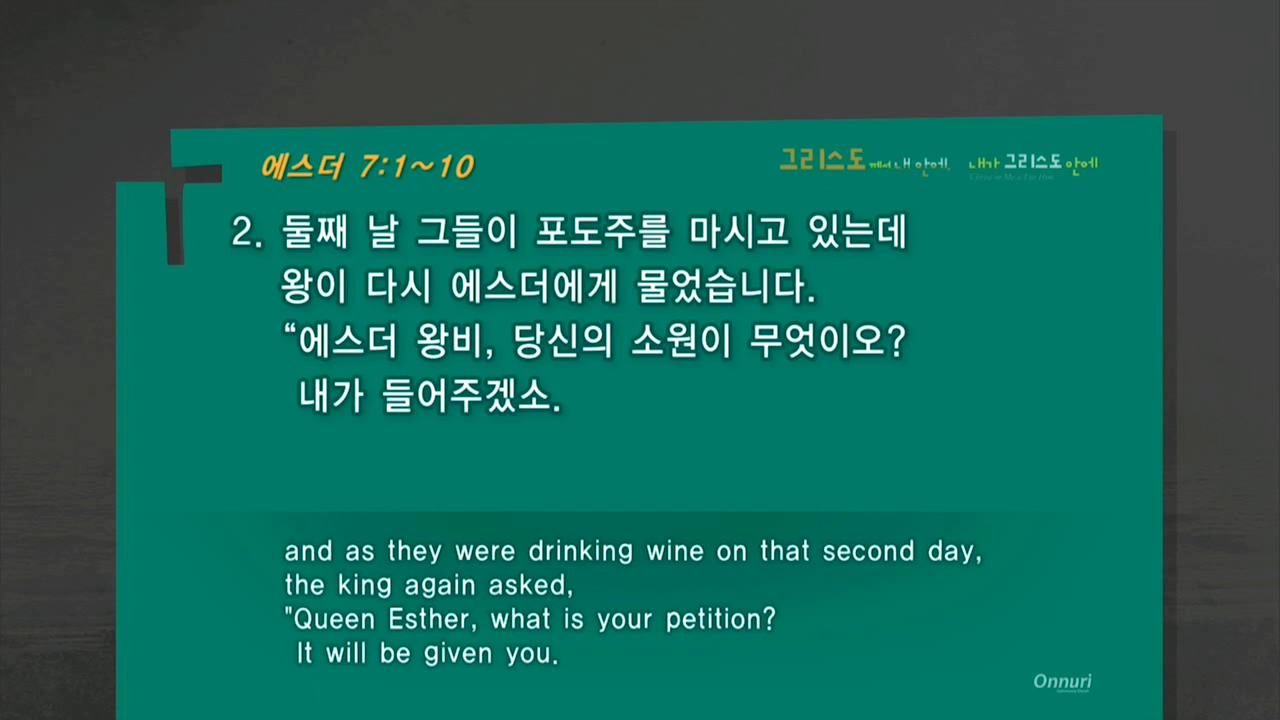 에스더 7:1~10
그리스도께서 내 안에, 내가 그리스도 안에
Christ in Me & I in Him
2. 둘째 날 그들이 포도주를 마시고 있는데
왕이 다시 에스더에게 물었습니다.
“에스더 왕비, 당신의 소원이 무엇이오?
내가 들어주겠소.
and as they were drinking wine on that second day,
the king again asked,
"Queen Esther, what is your petition?
It will be given you.
Onnuri